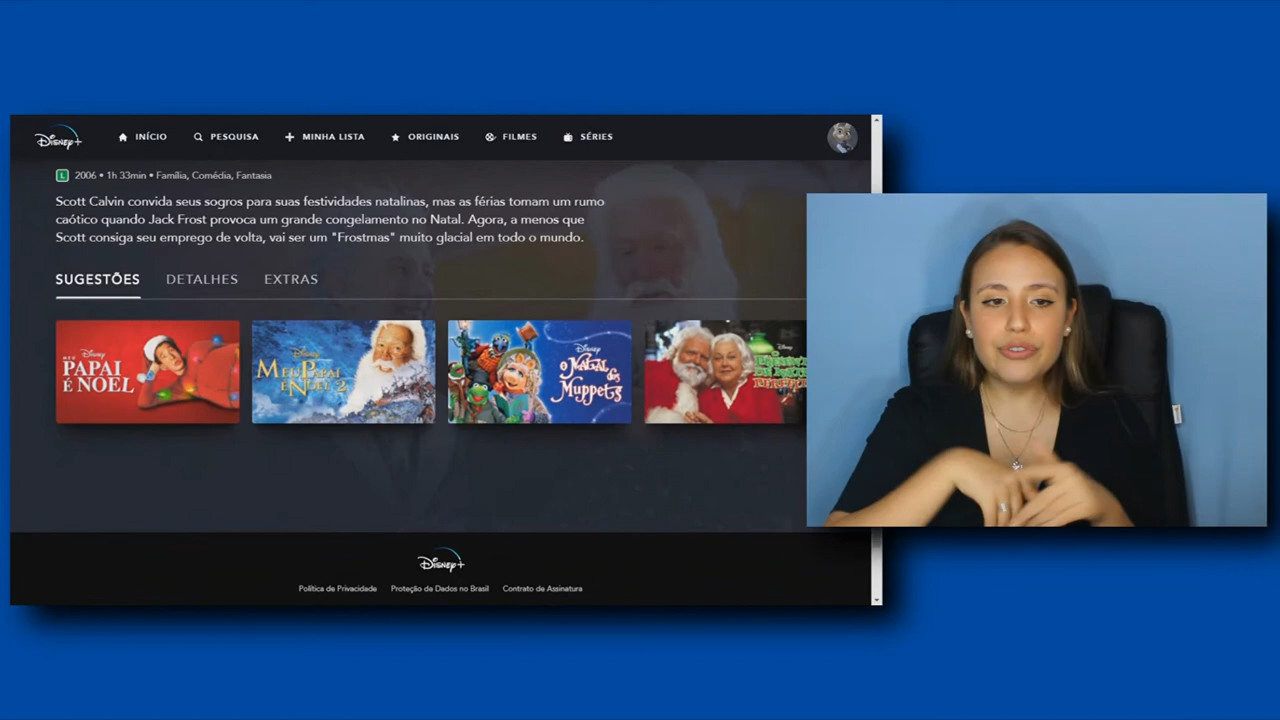 Disney+
INÍCIO
PESQUISA
MINHA LISTA
ORIGINAIS
FILMES
SÉRIES
L 2006 • 1h 33min • Família, Comédia, Fantasia
Scott Calvin convida seus sogros para suas festividades natalinas, mas as férias tomam um rumo
caótico quando Jack Frost provoca um grande congelamento no Natal. Agora, a menos que
Scott consiga seu emprego de volta, vai ser um "Frostmas" muito glacial em todo o mundo.
SUGESTÕES
DETALHES
EXTRAS
MEU Disney
PAPAI
É NOEL
Disney
MEU PAPAI
É NOEL 2
Disney
O NATAL
dos
Muppets
Disney
Disney+
Política de Privacidade
Proteção de Dados no Brasil
Contrato de Assinatura